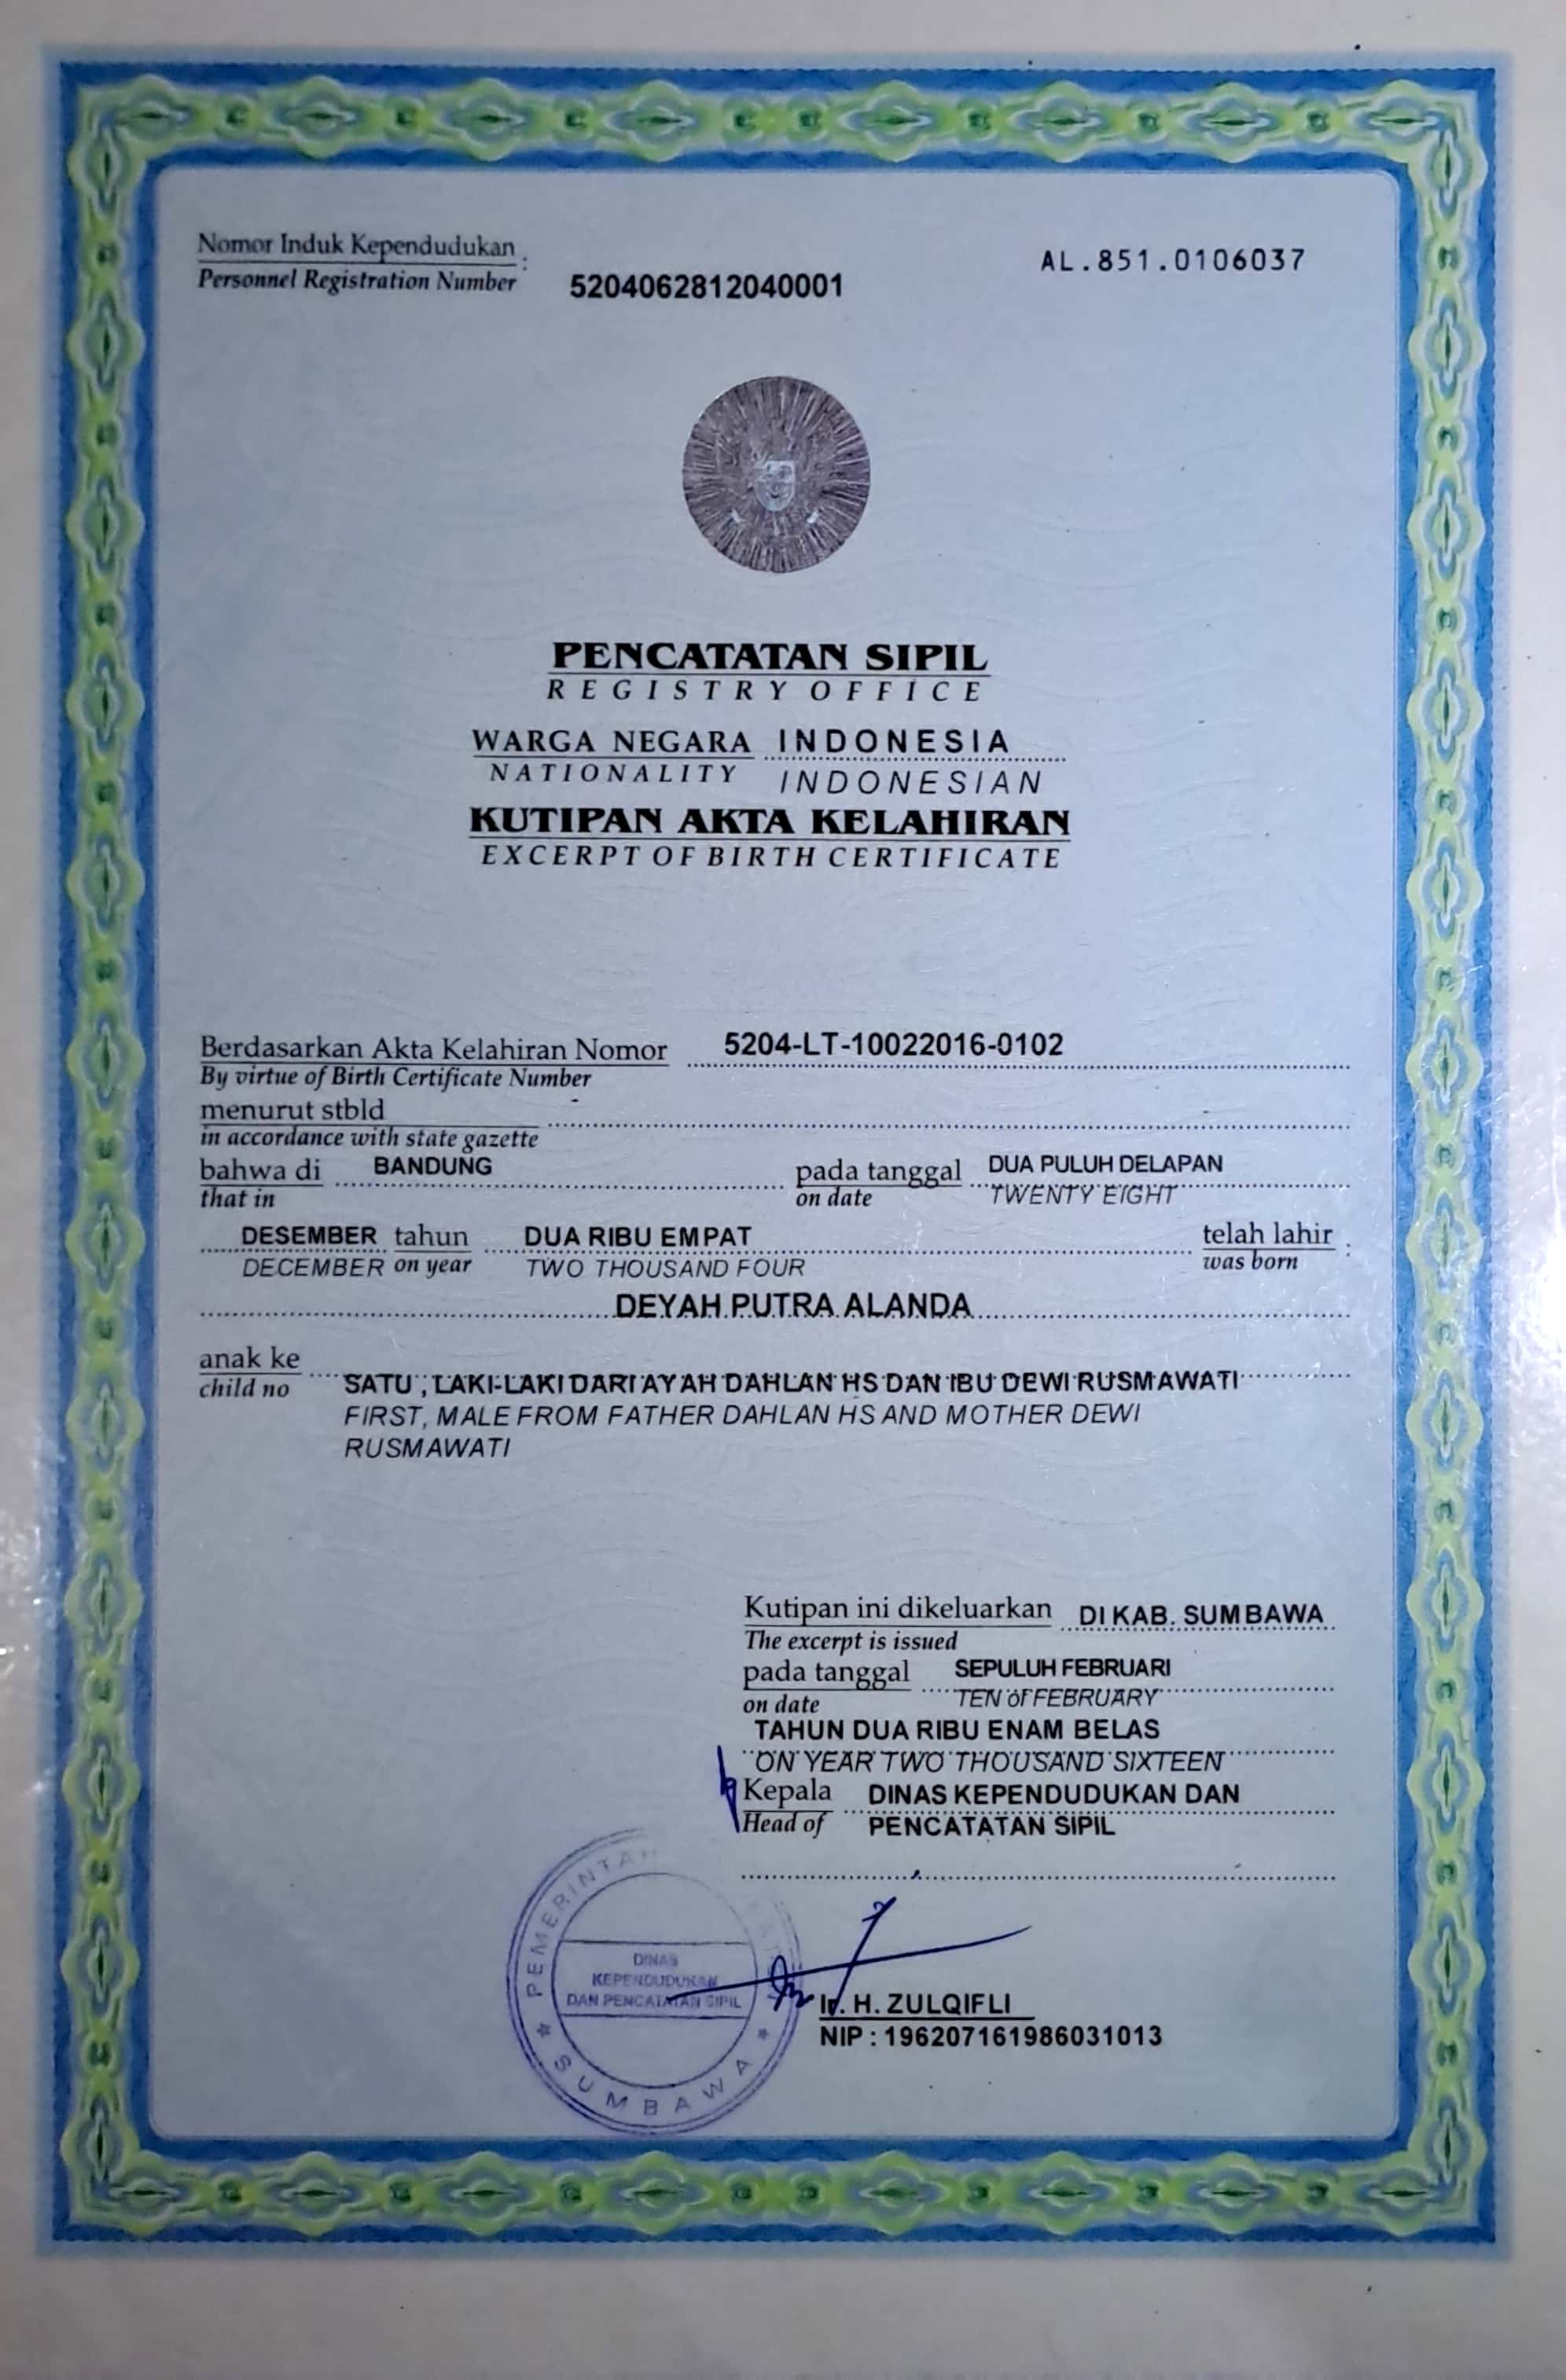 Nomor Induk Kependudukan :
Personnel Registration Number
5204062812040001
AL.851.0106037
PENCATATAN SIPIL
REGISTRY OFFICE
WARGA NEGARA INDONESIA
NATIONALITY INDONESIAN
KUTIPAN AKTA KELAHIRAN
EXCERPT OF BIRTH CERTIFICATE
Berdasarkan Akta Kelahiran Nomor 5204-LT-10022016-0102
By virtue of Birth Certificate Number
menurut stbld -
in accordance with state gazette
bahwa di BANDUNG pada tanggal DUA PULUH DELAPAN
that in on date TWENTY EIGHT
DESEMBER tahun DUA RIBU EMPAT telah lahir :
DECEMBER on year TWO THOUSAND FOUR was born
DEYAH PUTRA ALANDA
anak ke SATU , LAKI-LAKI DARI AYAH DAHLAN HS DAN IBU DEWI RUSMAWATI
child no FIRST, MALE FROM FATHER DAHLAN HS AND MOTHER DEWI
RUSMAWATI
Kutipan ini dikeluarkan DI KAB. SUMBAWA
The excerpt is issued
pada tanggal SEPULUH FEBRUARI
on date TEN of FEBRUARY
TAHUN DUA RIBU ENAM BELAS
ON YEAR TWO THOUSAND SIXTEEN
Kepala DINAS KEPENDUDUKAN DAN
Head of PENCATATAN SIPIL
PEMERINTAH
DINAS
KEPENDUDUKAN
DAN PENCATATAN SIPIL
SUMBAWA
Ir. H. ZULQIFLI
NIP : 196207161986031013